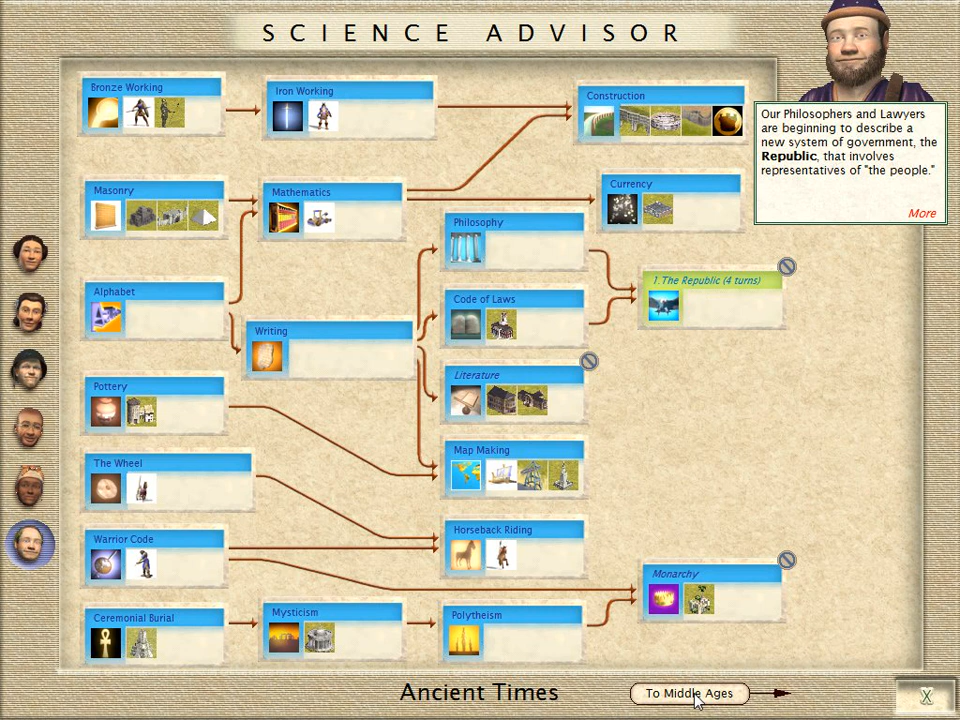 SCIENCE ADVISOR
Bronze Working
Iron Working
Construction
Our Philosophers and Lawyers
are beginning to describe a
new system of government, the
Republic, that involves
representatives of "the people."
More
Masonry
Mathematics
Currency
Philosophy
1.The Republic (4 turns)
Alphabet
Code of Laws
Writing
Literature
Pottery
Map Making
The Wheel
Horseback Riding
Warrior Code
Monarchy
Ceremonial Burial
Mysticism
Polytheism
Ancient Times
To Middle Ages
X